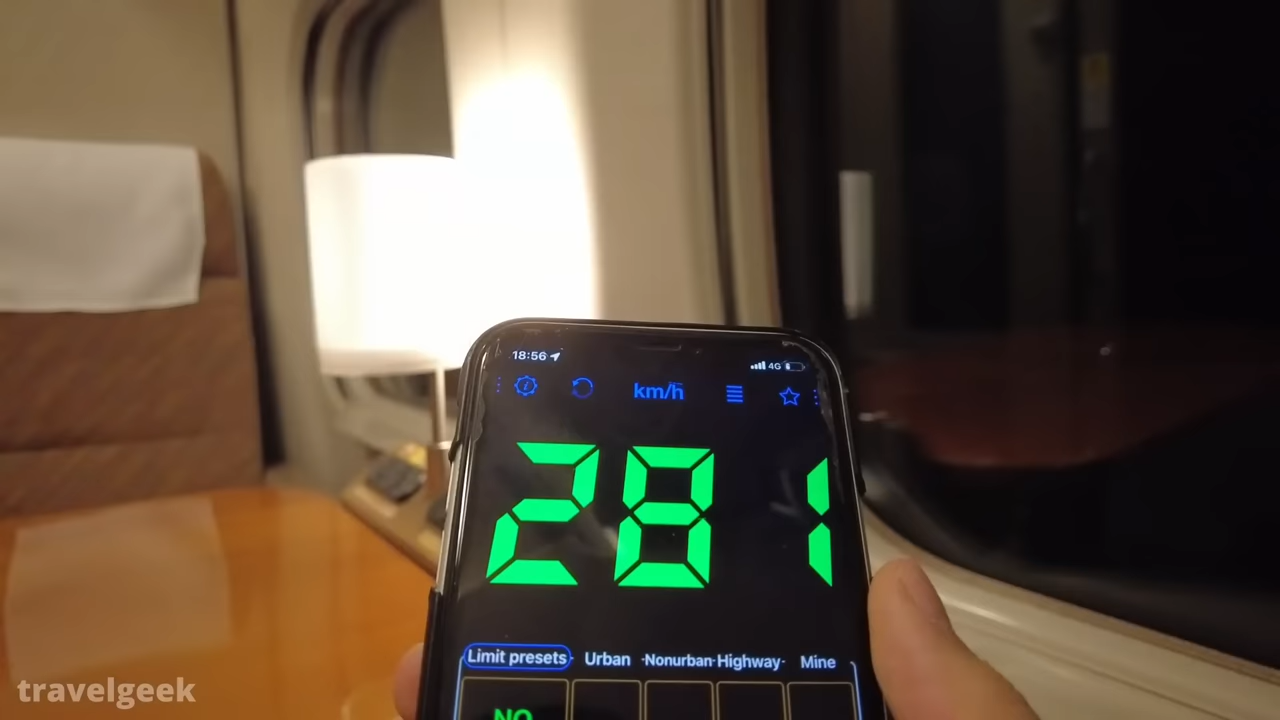 18:56
4G
km/h
281
Limit presets Urban Nonurban Highway Mine
NO
travelgeek